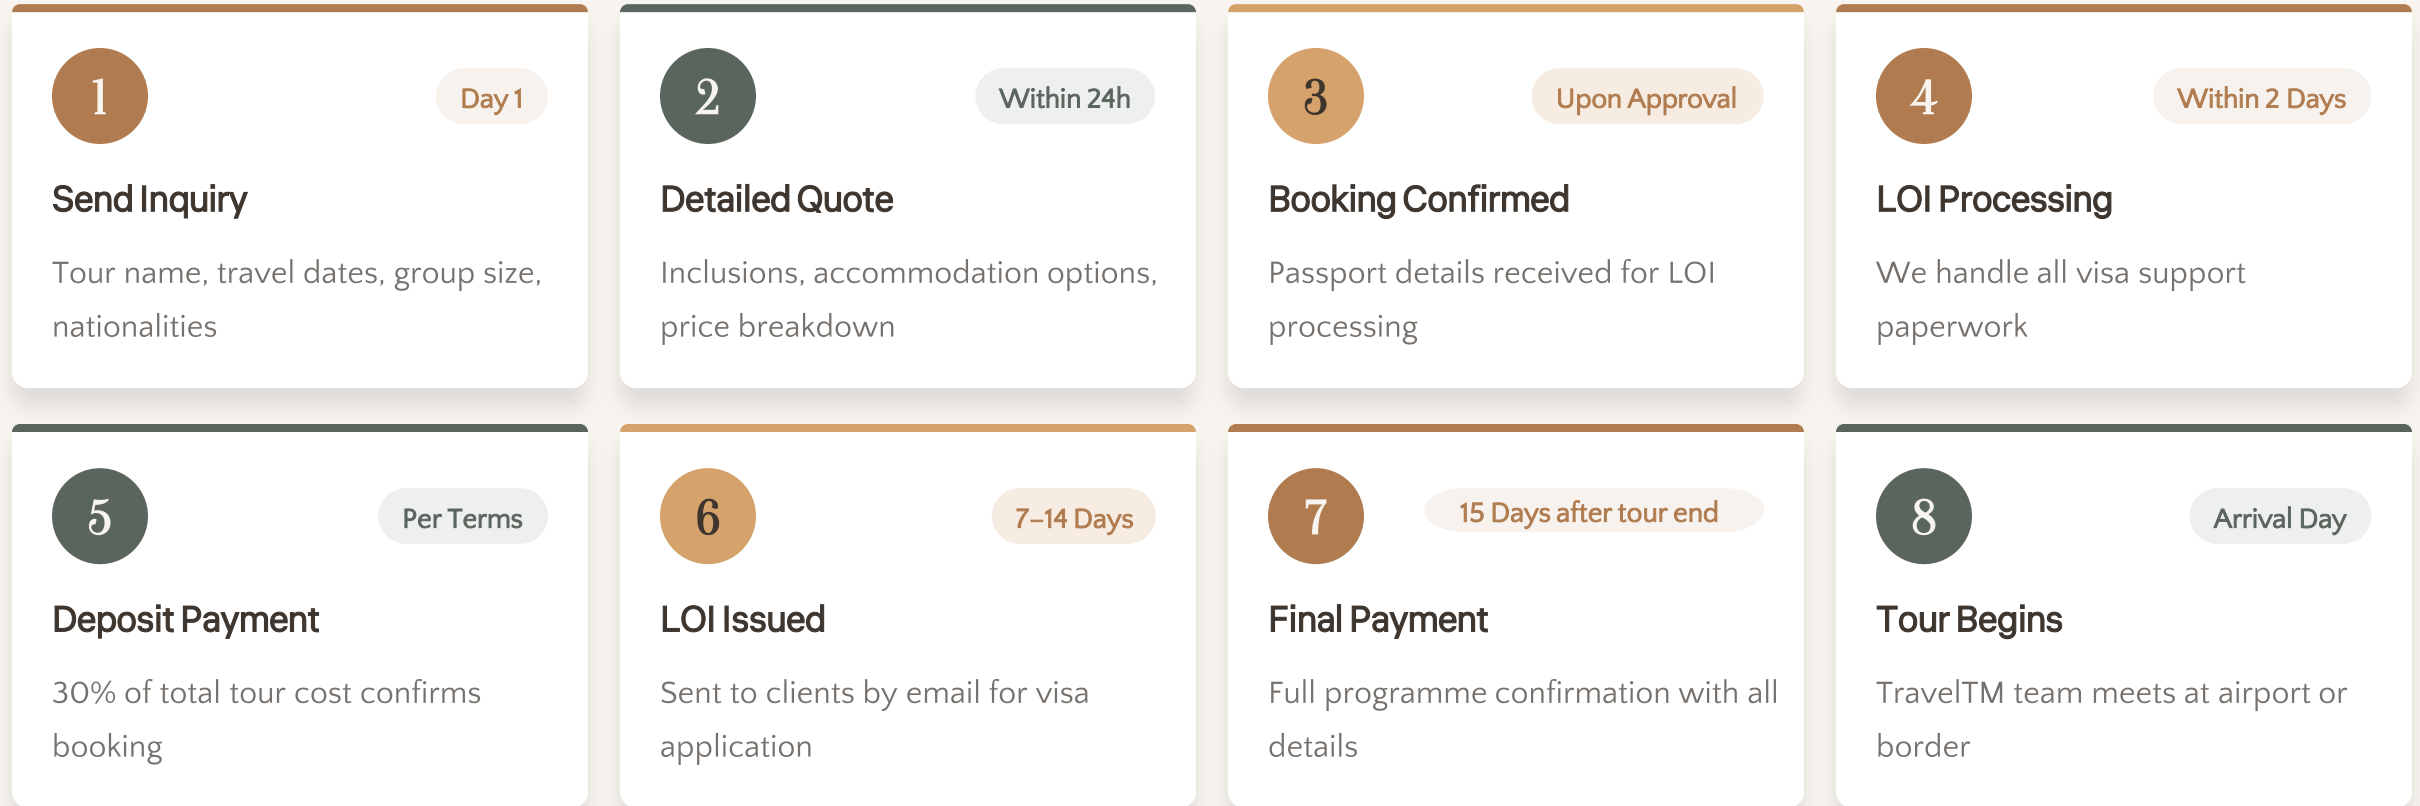 1
Day 1
Send Inquiry
Tour name, travel dates, group size,
nationalities
2
Within 24h
Detailed Quote
Inclusions, accommodation options,
price breakdown
3
Upon Approval
Booking Confirmed
Passport details received for LOI
processing
4
Within 2 Days
LOI Processing
We handle all visa support
paperwork
5
Per Terms
Deposit Payment
30% of total tour cost confirms
booking
6
7–14 Days
LOI Issued
Sent to clients by email for visa
application
7
15 Days after tour end
Final Payment
Full programme confirmation with all
details
8
Arrival Day
Tour Begins
TravelTM team meets at airport or
border